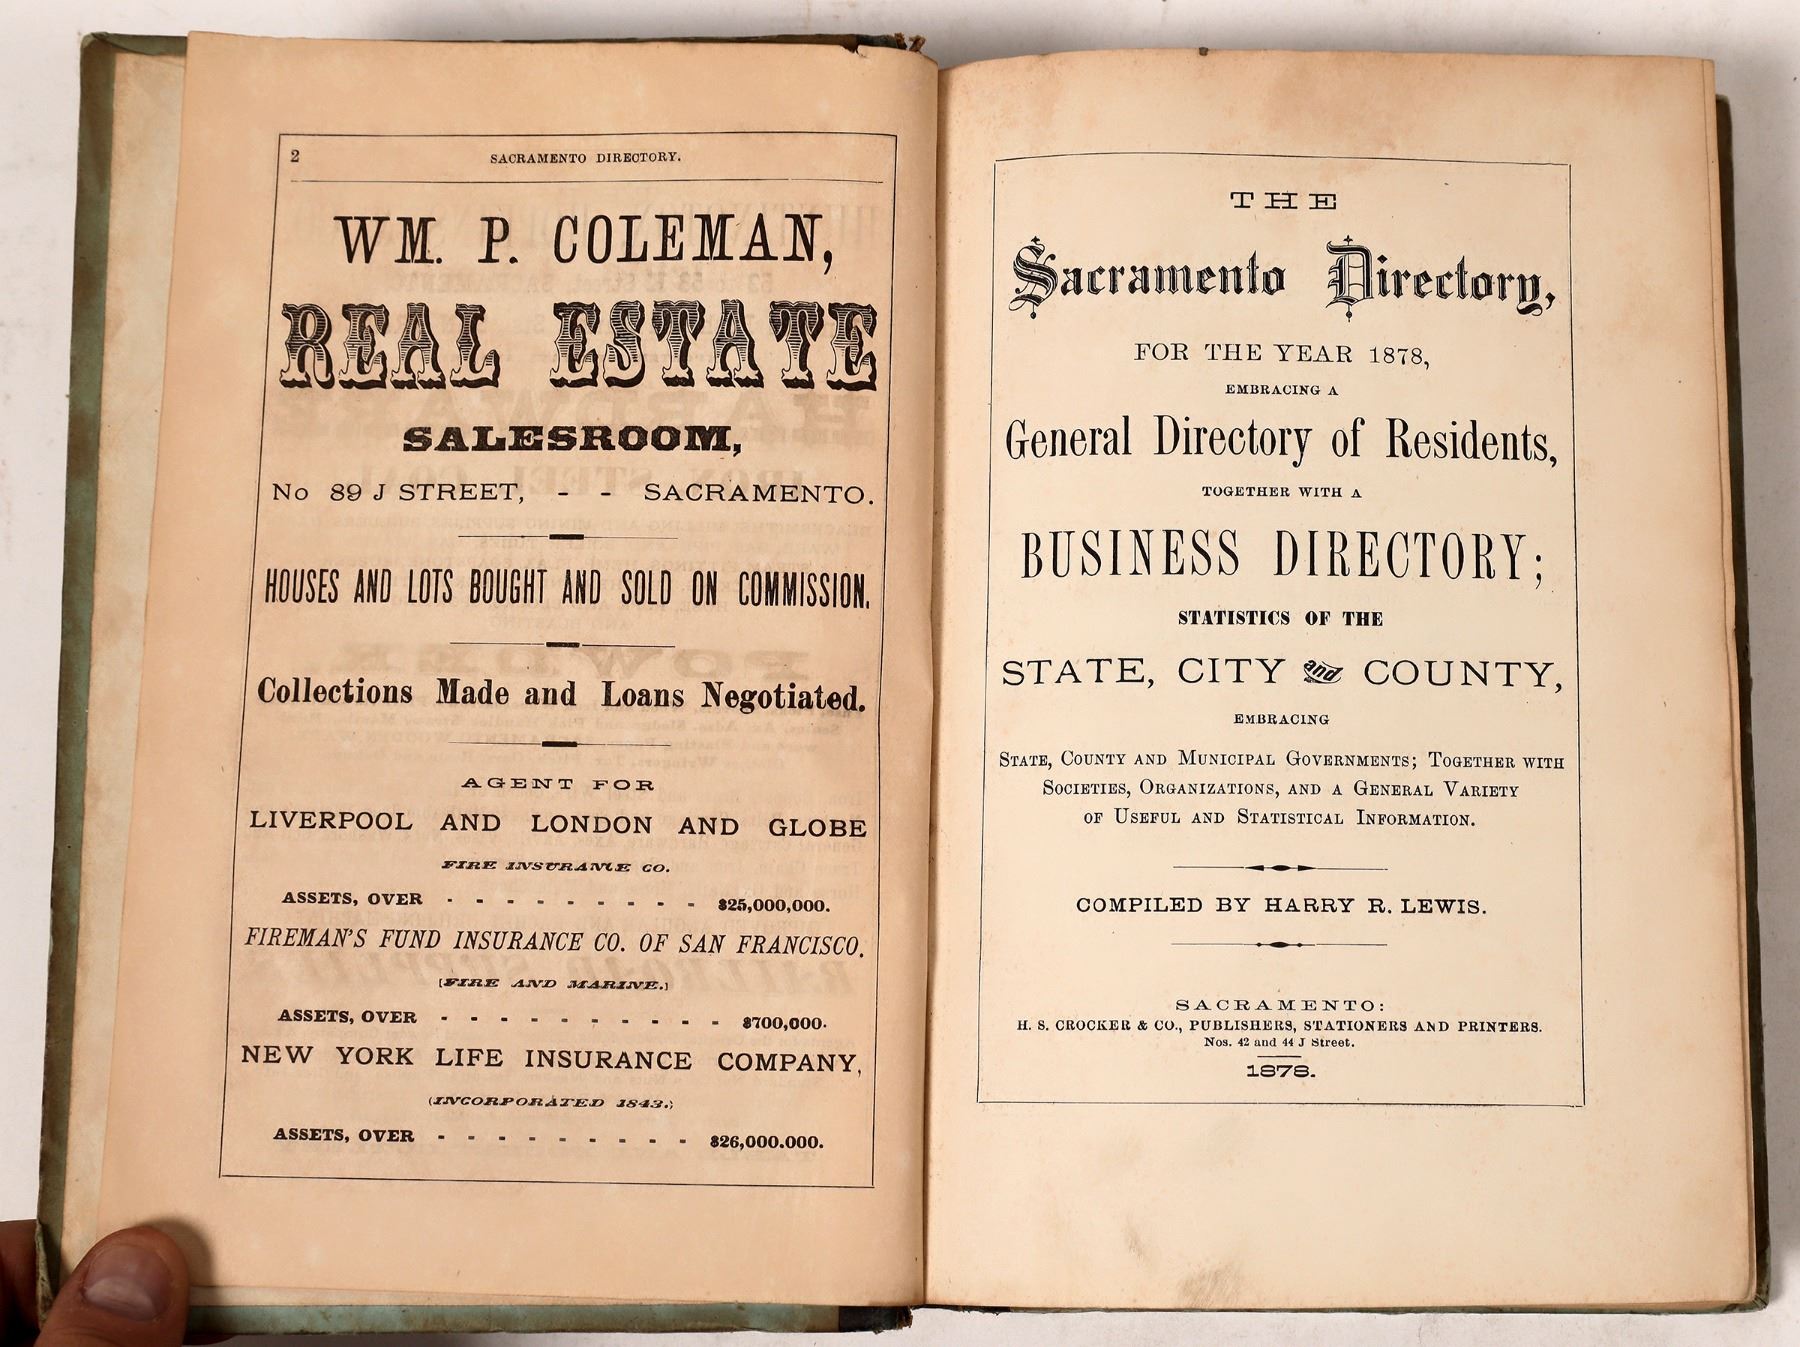 2 SACRAMENTO DIRECTORY.
WM. P. COLEMAN,
REAL ESTATE
SALESROOM,
No 89 J STREET, - - SACRAMENTO.
HOUSES AND LOTS BOUGHT AND SOLD ON COMMISSION.
Collections Made and Loans Negotiated.
AGENT FOR
LIVERPOOL AND LONDON AND GLOBE
FIRE INSURANCE CO.
ASSETS, OVER - - - - - - - - - $25,000,000.
FIREMAN'S FUND INSURANCE CO. OF SAN FRANCISCO.
[FIRE AND MARINE.]
ASSETS, OVER - - - - - - - - - - $700,000.
NEW YORK LIFE INSURANCE COMPANY,
(INCORPORATED 1843.)
ASSETS, OVER - - - - - - - - - $26,000.000.
THE
Sacramento Directory,
FOR THE YEAR 1878,
EMBRACING A
General Directory of Residents,
TOGETHER WITH A
BUSINESS DIRECTORY;
STATISTICS OF THE
STATE, CITY and COUNTY,
EMBRACING
STATE, COUNTY AND MUNICIPAL GOVERNMENTS; TOGETHER WITH
SOCIETIES, ORGANIZATIONS, AND A GENERAL VARIETY
OF USEFUL AND STATISTICAL INFORMATION.
COMPILED BY HARRY R. LEWIS.
SACRAMENTO:
H. S. CROCKER & CO., PUBLISHERS, STATIONERS AND PRINTERS.
Nos. 42 and 44 J Street.
1878.